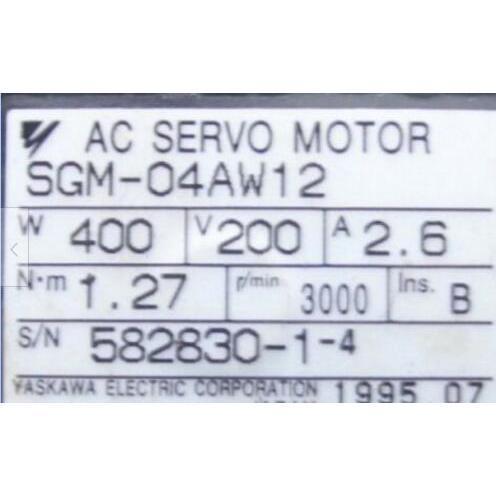 AC SERVO MOTOR
SGM-04AW12
W 400 V 200 A 2.6
N·m 1.27 r/min 3000 Ins. B
S/N 582830-1-4
YASKAWA ELECTRIC CORPORATION 1995 07